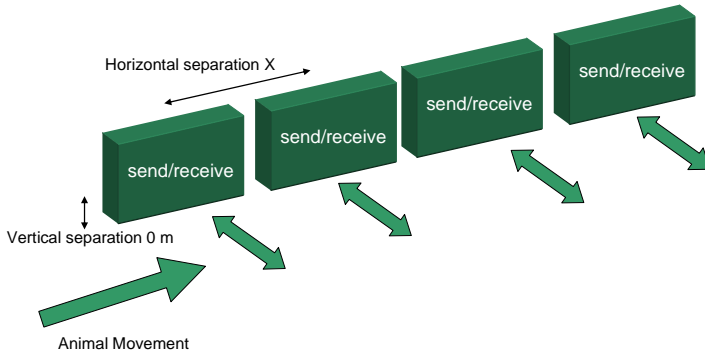 Horizontal separation X
send/receive
send/receive
send/receive
send/receive
Vertical separation 0 m
Animal Movement